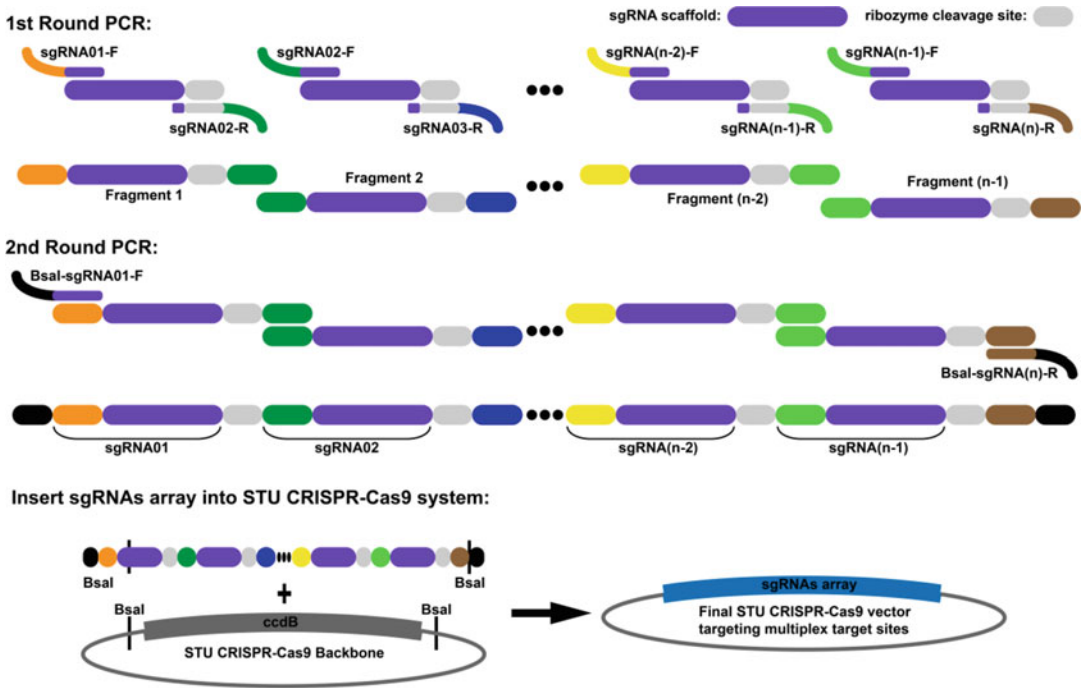 1st Round PCR:
sgRNA scaffold:
ribozyme cleavage site:
sgRNA01-F
sgRNA02-F
sgRNA(n-2)-F
sgRNA(n-1)-F
sgRNA02-R
sgRNA03-R
sgRNA(n-1)-R
sgRNA(n)-R
Fragment 1
Fragment 2
Fragment (n-2)
Fragment (n-1)
2nd Round PCR:
BsaI-sgRNA01-F
BsaI-sgRNA(n)-R
sgRNA01
sgRNA02
sgRNA(n-2)
sgRNA(n-1)
Insert sgRNAs array into STU CRISPR-Cas9 system:
BsaI
BsaI
+
BsaI
BsaI
ccdB
STU CRISPR-Cas9 Backbone
sgRNAs array
Final STU CRISPR-Cas9 vector
targeting multiplex target sites